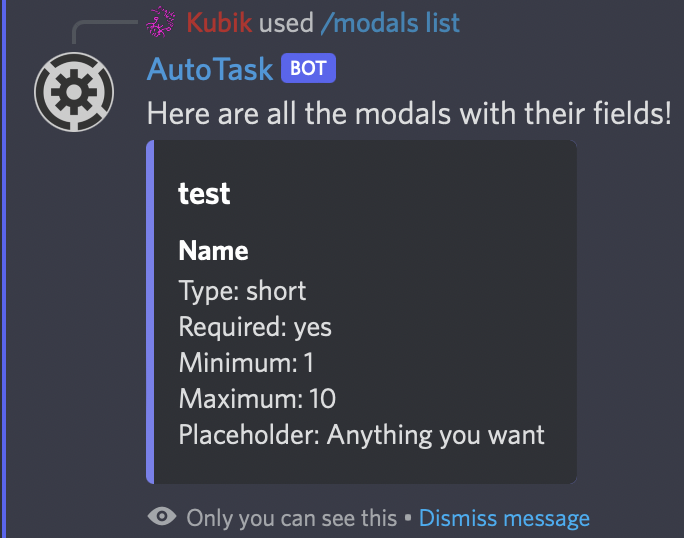 Kubik used /modals list
AutoTask BOT
Here are all the modals with their fields!
test
Name
Type: short
Required: yes
Minimum: 1
Maximum: 10
Placeholder: Anything you want
Only you can see this • Dismiss message